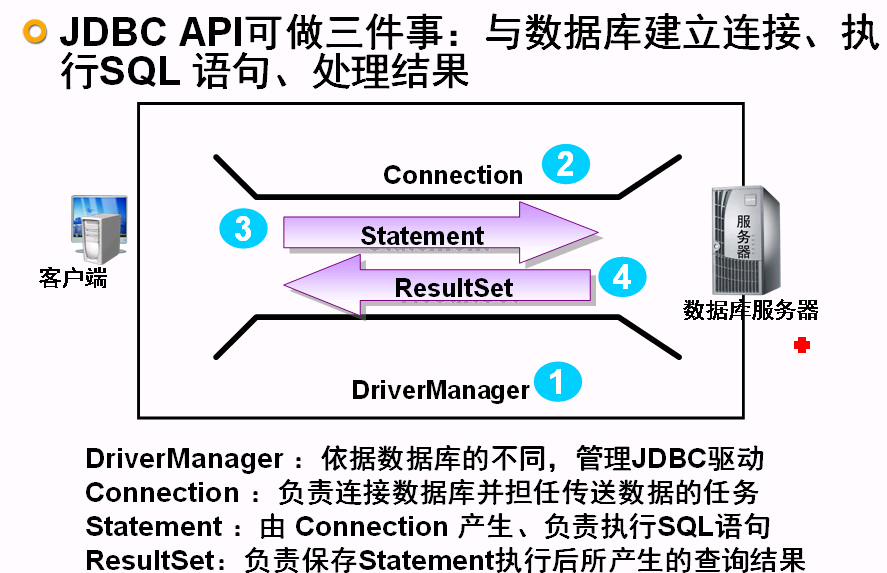 JDBC API可做三件事：与数据库建立连接、执
行SQL 语句、处理结果
Connection 2
3 Statement
服务器
客户端
ResultSet 4
数据库服务器
DriverManager 1
DriverManager ：依据数据库的不同，管理JDBC驱动
Connection ：负责连接数据库并担任传送数据的任务
Statement ：由 Connection 产生、负责执行SQL语句
ResultSet：负责保存Statement执行后所产生的查询结果